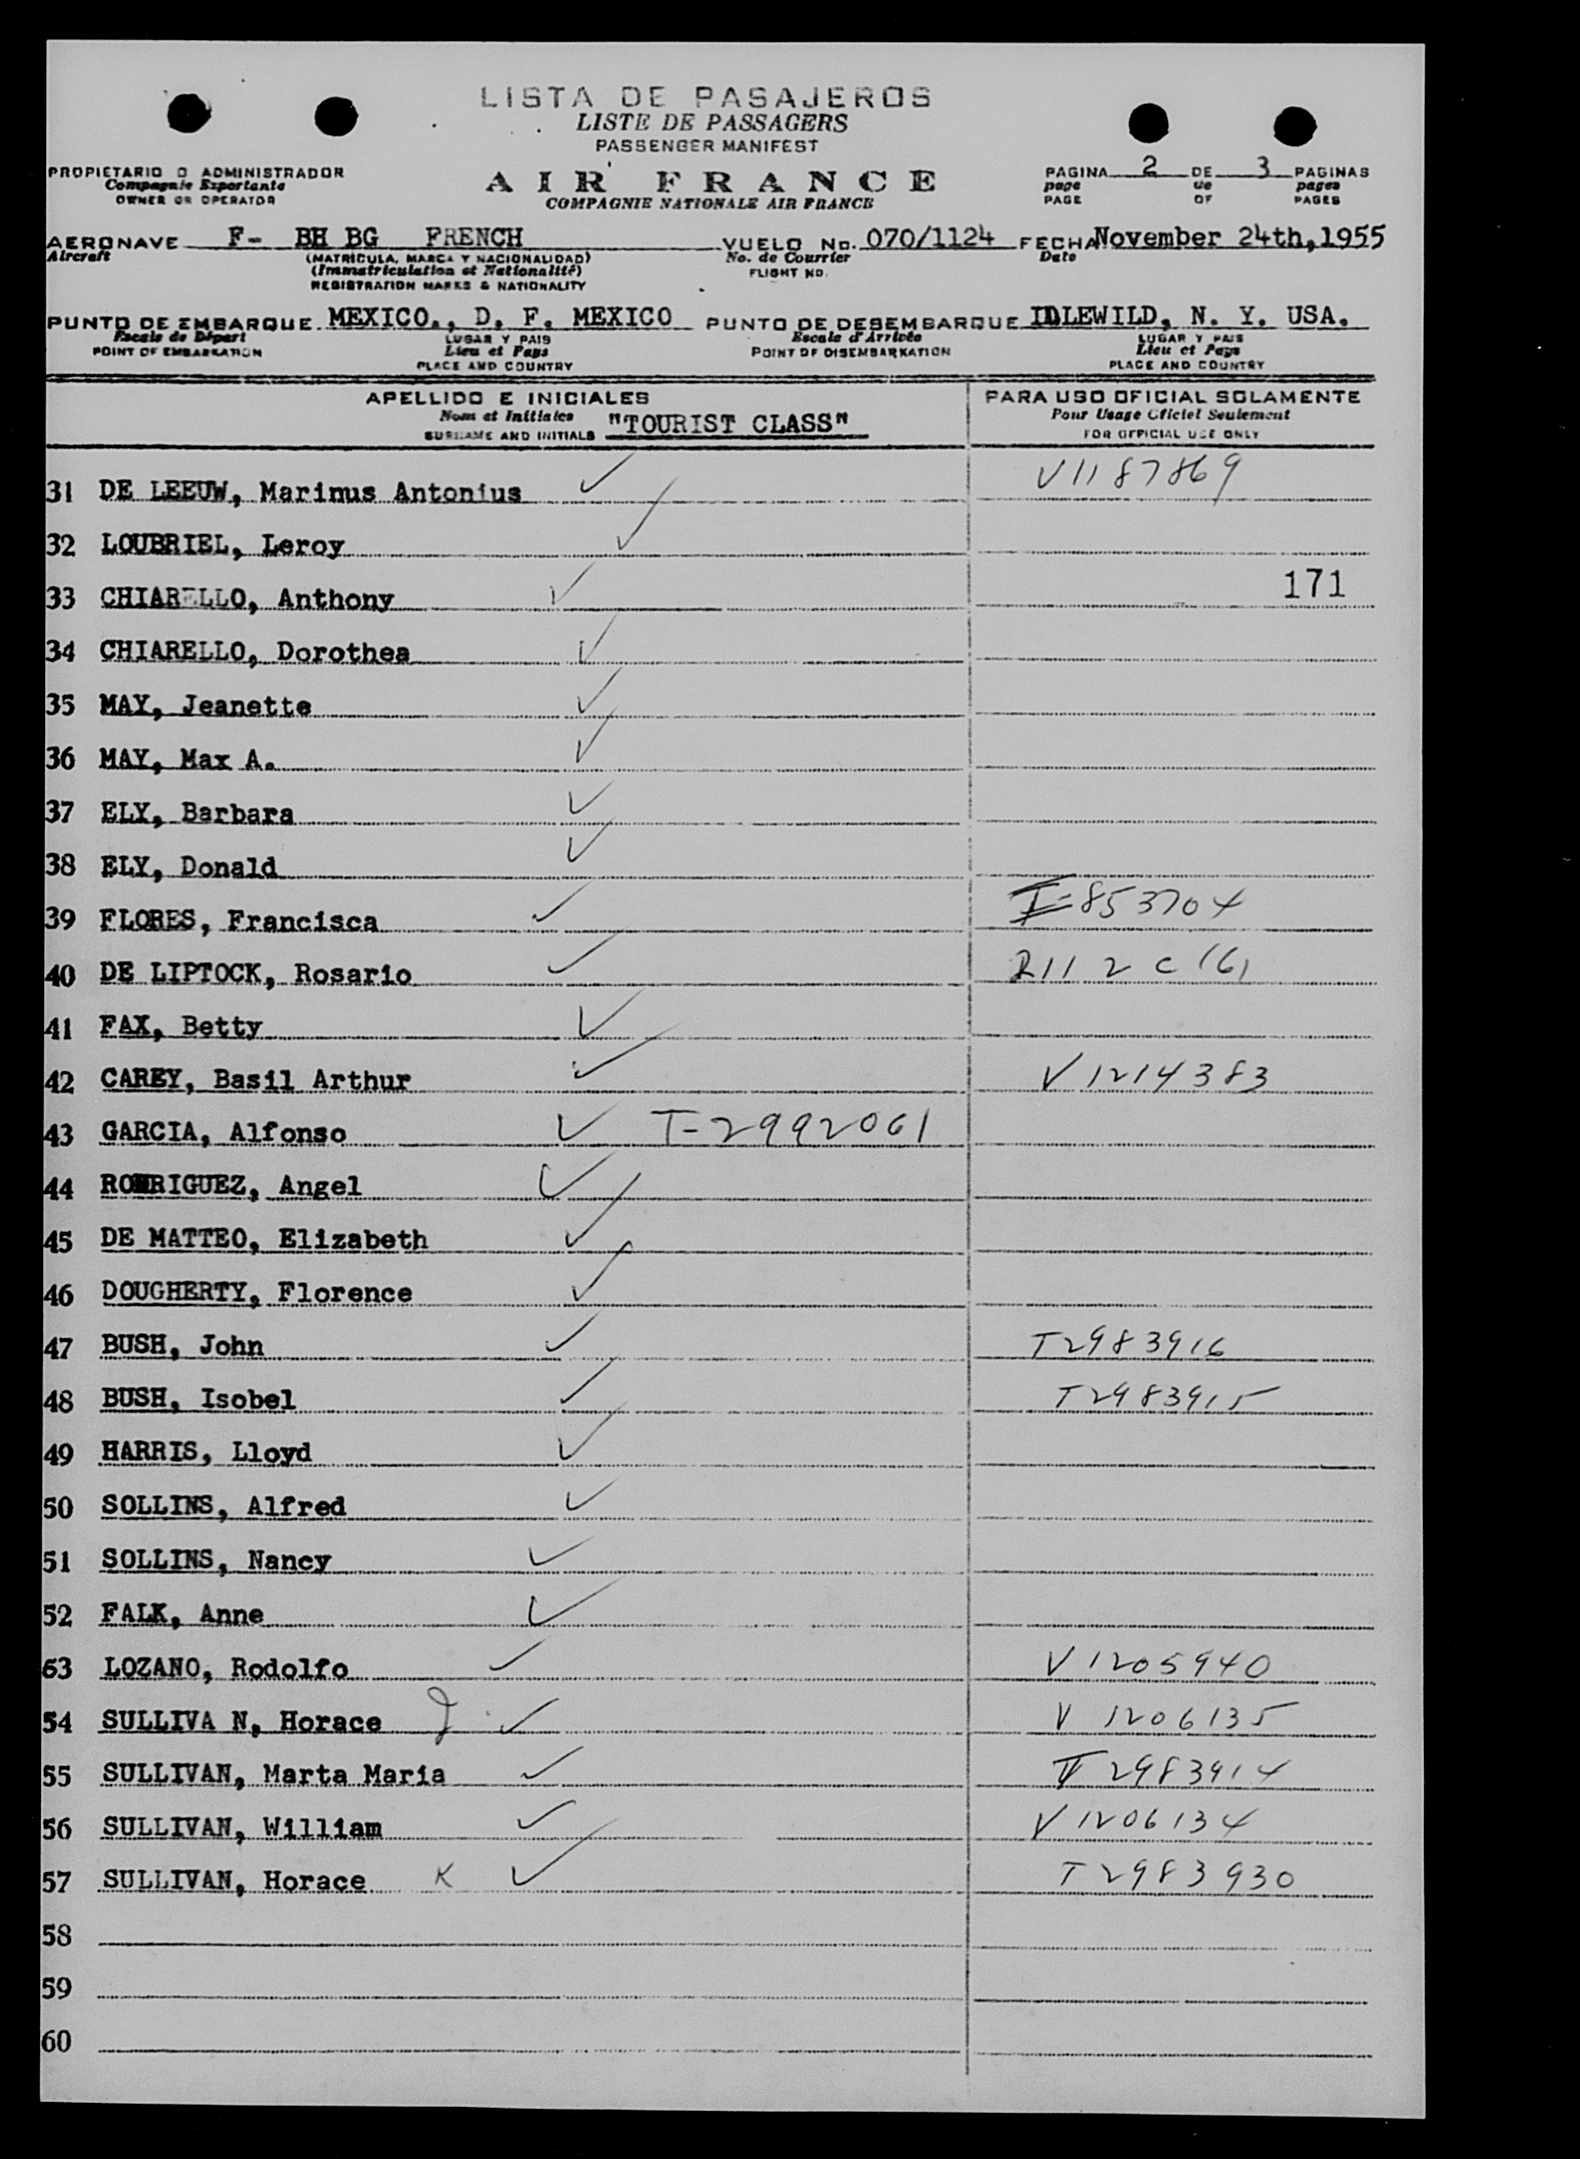 LISTA DE PASAJEROS
LISTE DE PASSAGERS
PASSENGER MANIFEST
PROPIETARIO O ADMINISTRADOR
Compagnie Exportante
OWNER OR OPERATOR
AIR FRANCE
COMPAGNIE NATIONALE AIR FRANCE
PAGINA 2 DE 3 PAGINAS
page de pages
PAGE OF PAGES
AERONAVE F- BH BG FRENCH VUELO No. 070/1124 FECHA November 24th, 1955
Aircraft (MATRICULA, MARCA Y NACIONALIDAD) No. de Courrier Date
(Immatriculation et Nationalité) FLIGHT NO.
REGISTRATION MARKS & NATIONALITY
PUNTO DE EMBARQUE MEXICO., D. F. MEXICO PUNTO DE DESEMBARQUE IDLEWILD, N. Y. USA.
Escale de Départ LUGAR Y PAIS Escale d'Arrivée LUGAR Y PAIS
POINT OF EMBARKATION Lieu et Pays POINT OF DISEMBARKATION Lieu et Pays
PLACE AND COUNTRY PLACE AND COUNTRY
APELLIDO E INICIALES PARA USO OFICIAL SOLAMENTE
Nom et Initiales "TOURIST CLASS" Pour Usage Officiel Seulement
SURNAME AND INITIALS FOR OFFICIAL USE ONLY
31 DE LEEUW, Marinus Antonius ✓ V1187869
32 LOUBRIEL, Leroy ✓
33 CHIARELLO, Anthony ✓ 171
34 CHIARELLO, Dorothea ✓
35 MAY, Jeanette ✓
36 MAY, Max A. ✓
37 ELY, Barbara ✓
38 ELY, Donald ✓
39 FLORES, Francisca ✓ 853704
40 DE LIPTOCK, Rosario ✓ R11 2 C (6)
41 FAX, Betty ✓
42 CAREY, Basil Arthur ✓ V1214383
43 GARCIA, Alfonso ✓ T-2992061
44 RODRIGUEZ, Angel ✓
45 DE MATTEO, Elizabeth ✓
46 DOUGHERTY, Florence ✓
47 BUSH, John ✓ T2983916
48 BUSH, Isobel ✓ T2983915
49 HARRIS, Lloyd ✓
50 SOLLINS, Alfred ✓
51 SOLLINS, Nancy ✓
52 FALK, Anne ✓
53 LOZANO, Rodolfo ✓ V1205940
54 SULLIVA N, Horace J ✓ V 1206135
55 SULLIVAN, Marta Maria ✓ T 2983914
56 SULLIVAN, William ✓ V1206134
57 SULLIVAN, Horace K ✓ T2983930
58
59
60